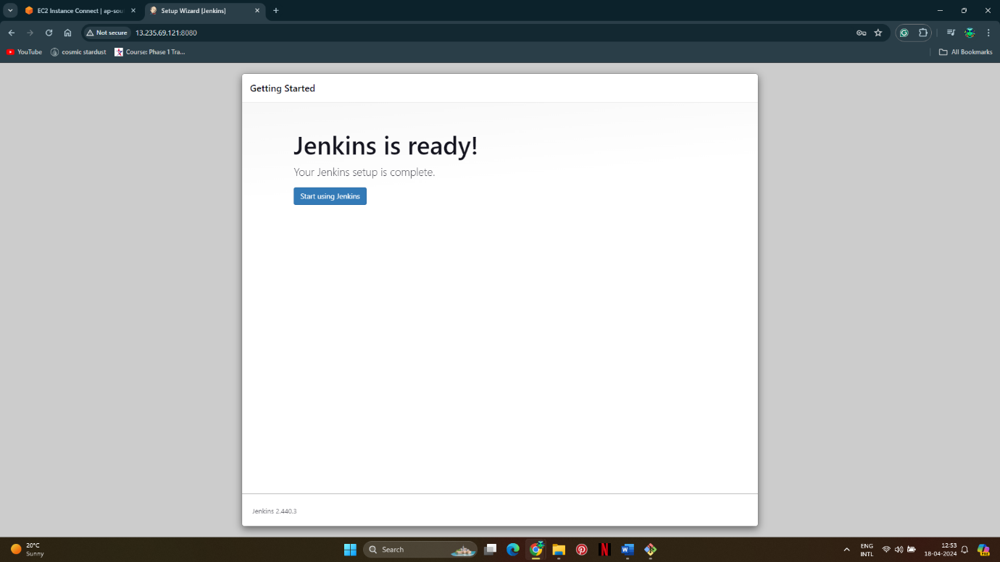 EC2 Instance Connect | ap-sou
Setup Wizard [Jenkins]
Not secure
13.235.69.121:8080
YouTube
cosmic stardust
Course: Phase 1 Tra...
All Bookmarks
Getting Started
Jenkins is ready!
Your Jenkins setup is complete.
Start using Jenkins
Jenkins 2.440.3
20°C
Sunny
Search
ENG
INTL
12:53
18-04-2024